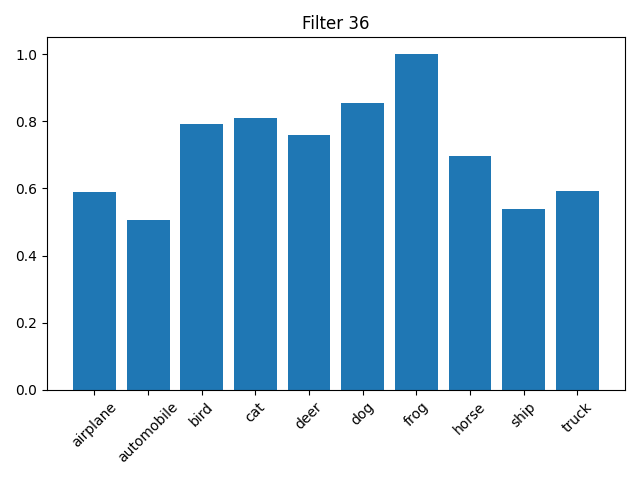 Filter 36
1.0
0.8
0.6
0.4
0.2
0.0
airplane
automobile
bird
cat
deer
dog
frog
horse
ship
truck